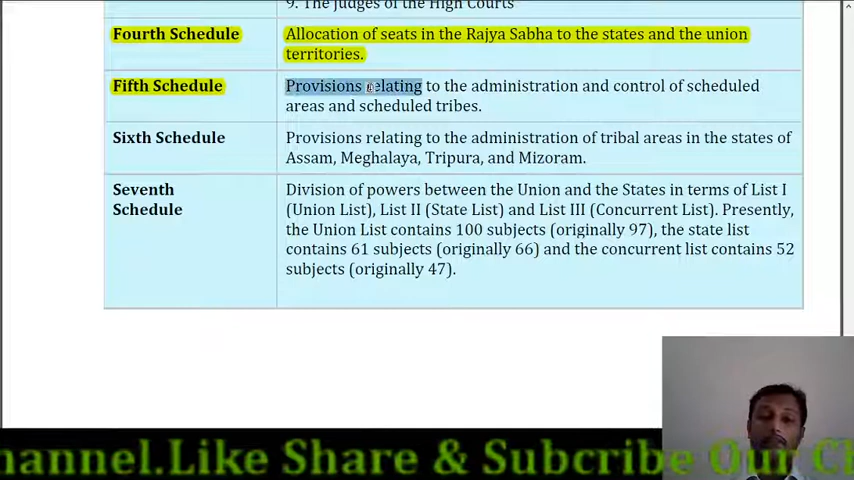 9. The Judges of the High Courts
Fourth Schedule
Allocation of seats in the Rajya Sabha to the states and the union
territories.
Fifth Schedule
Provisions relating to the administration and control of scheduled
areas and scheduled tribes.
Sixth Schedule
Provisions relating to the administration of tribal areas in the states of
Assam, Meghalaya, Tripura, and Mizoram.
Seventh
Schedule
Division of powers between the Union and the States in terms of List I
(Union List), List II (State List) and List III (Concurrent List). Presently,
the Union List contains 100 subjects (originally 97), the state list
contains 61 subjects (originally 66) and the concurrent list contains 52
subjects (originally 47).
hannel.Like Share & Subcribe Our Ch